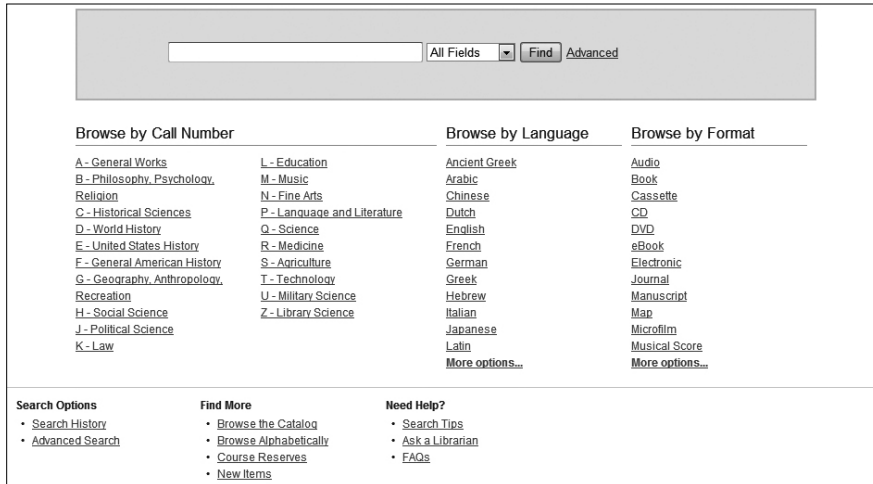 All Fields Find Advanced
Browse by Call Number
A - General Works
B - Philosophy, Psychology,
Religion
C - Historical Sciences
D - World History
E - United States History
F - General American History
G - Geography, Anthropology,
Recreation
H - Social Science
J - Political Science
K - Law
L - Education
M - Music
N - Fine Arts
P - Language and Literature
Q - Science
R - Medicine
S - Agriculture
T - Technology
U - Military Science
Z - Library Science
Browse by Language
Ancient Greek
Arabic
Chinese
Dutch
English
French
German
Greek
Hebrew
Italian
Japanese
Latin
More options...
Browse by Format
Audio
Book
Cassette
CD
DVD
eBook
Electronic
Journal
Manuscript
Map
Microfilm
Musical Score
More options...
Search Options
• Search History
• Advanced Search
Find More
• Browse the Catalog
• Browse Alphabetically
• Course Reserves
• New Items
Need Help?
• Search Tips
• Ask a Librarian
• FAQs